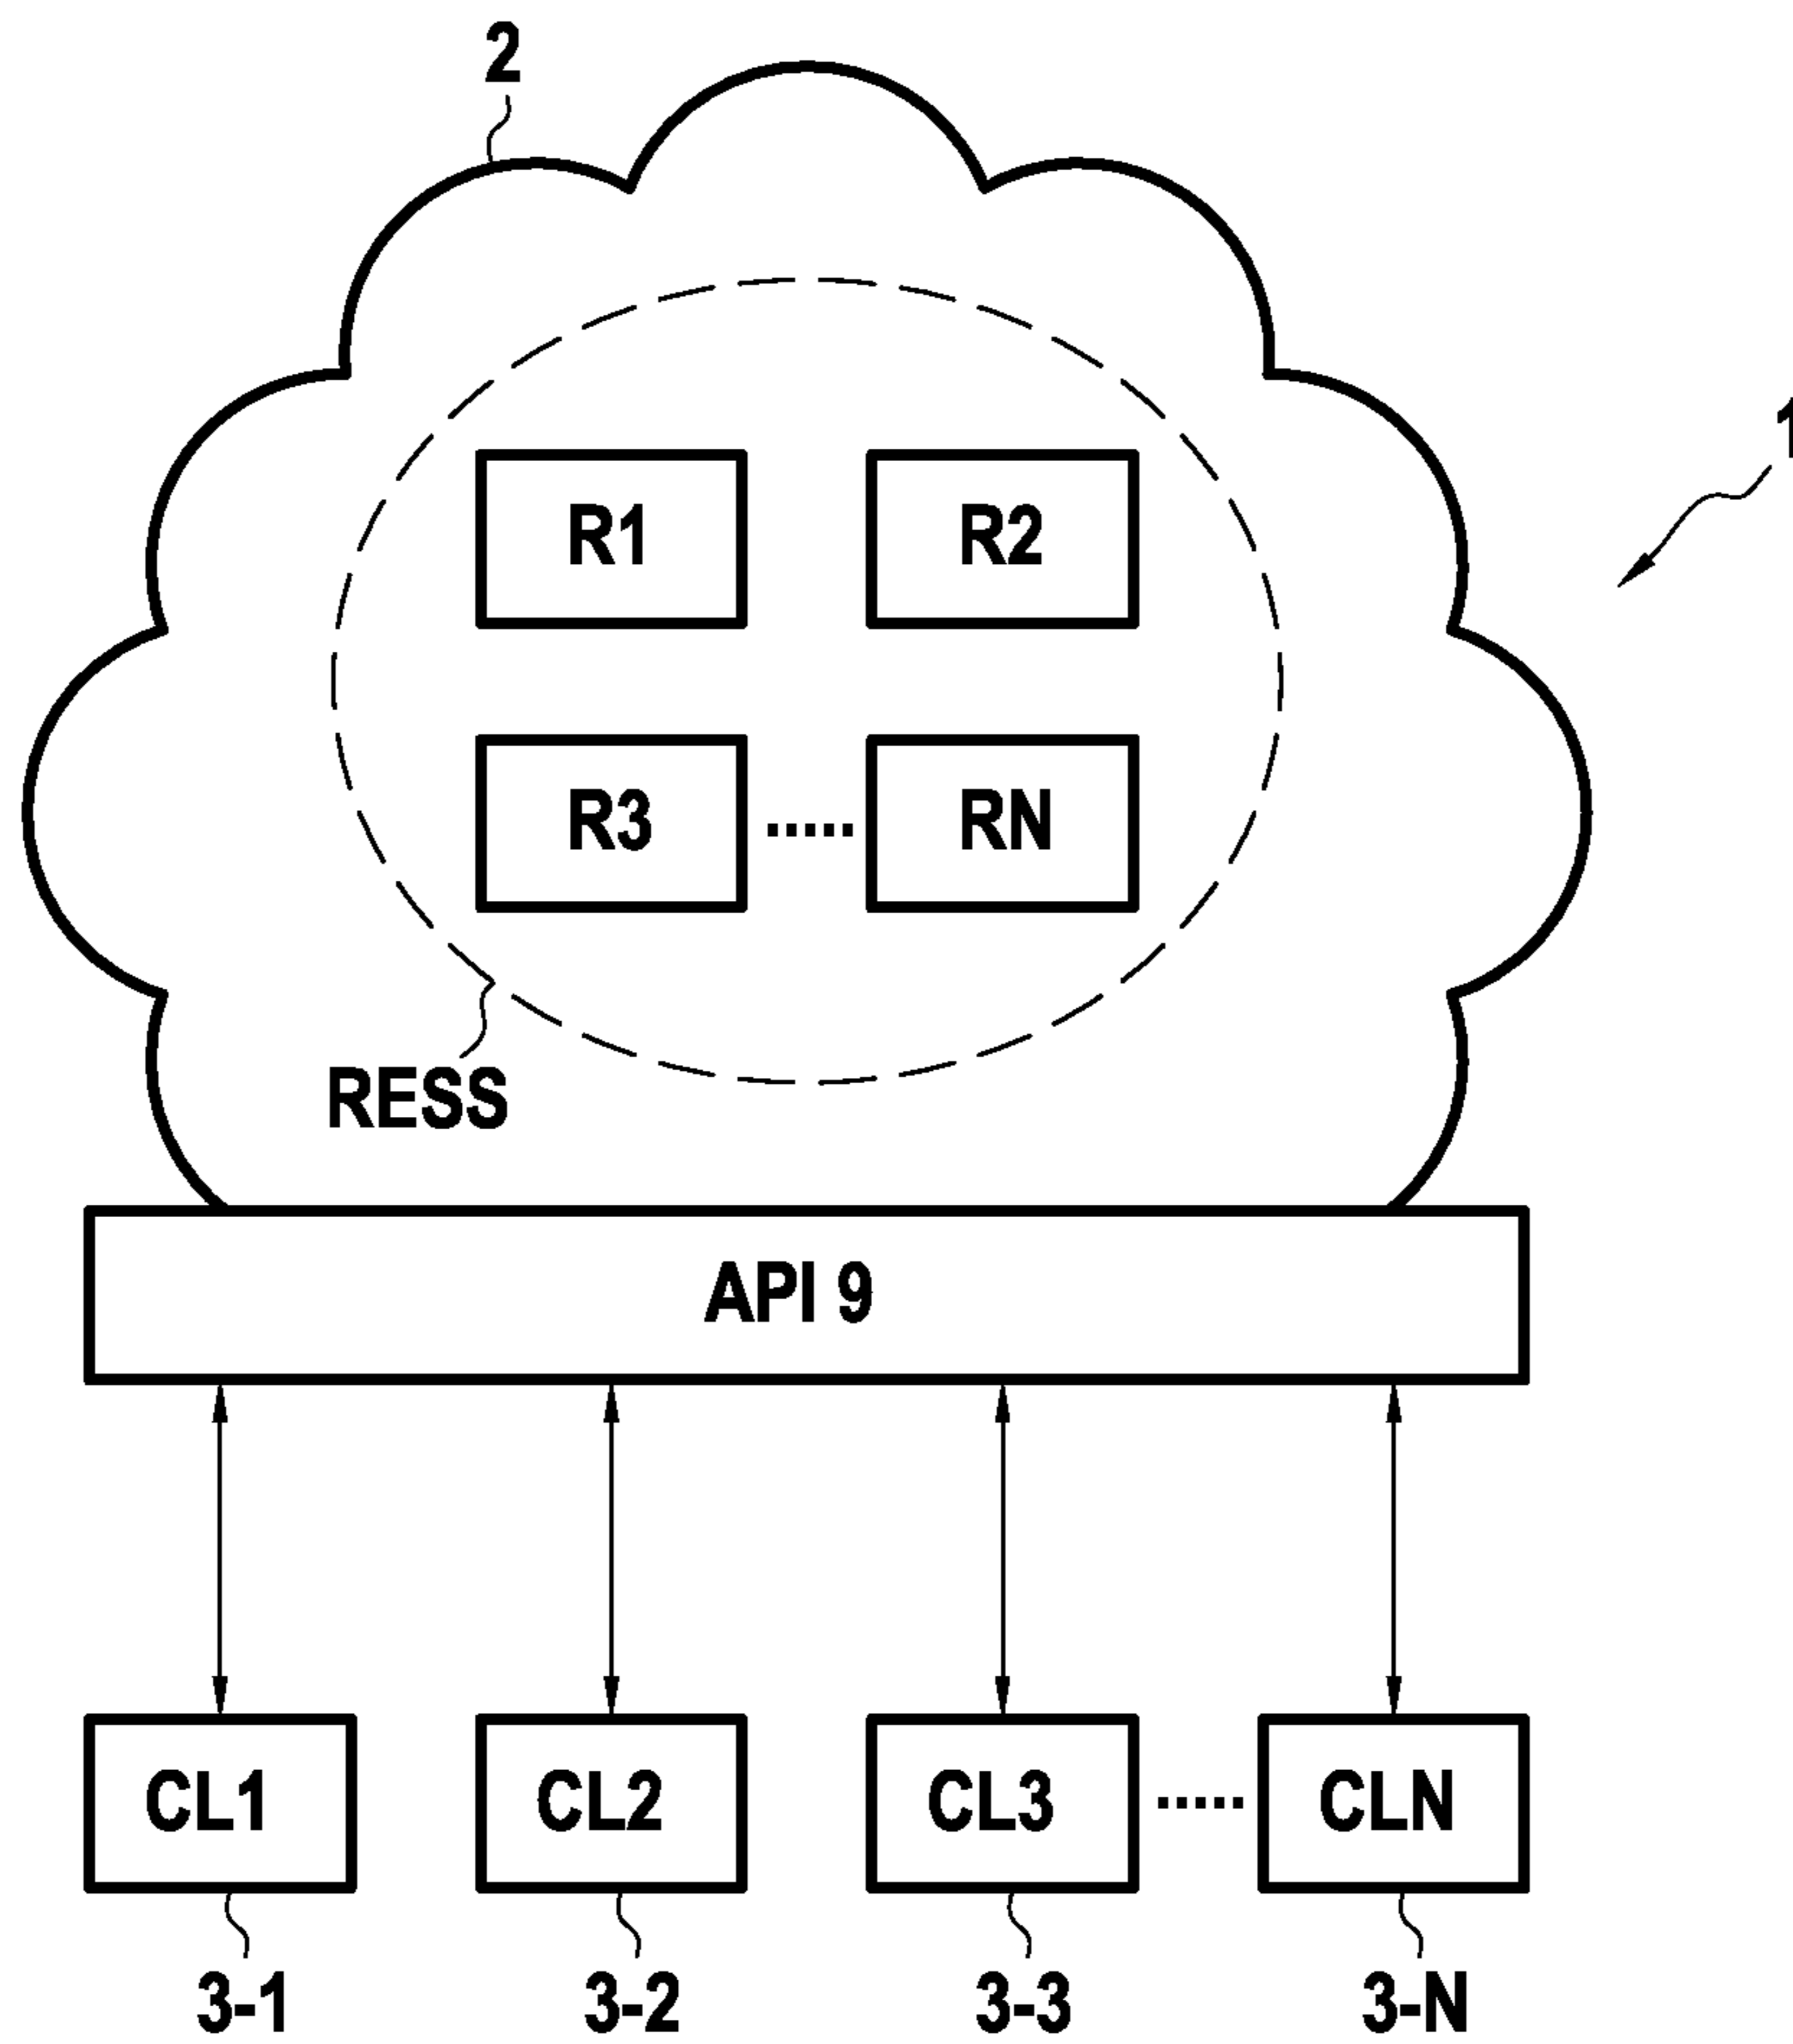 2
1
R1 R2
R3 ..... RN
RESS
API 9
CL1 CL2 CL3 ..... CLN
3-1 3-2 3-3 3-N